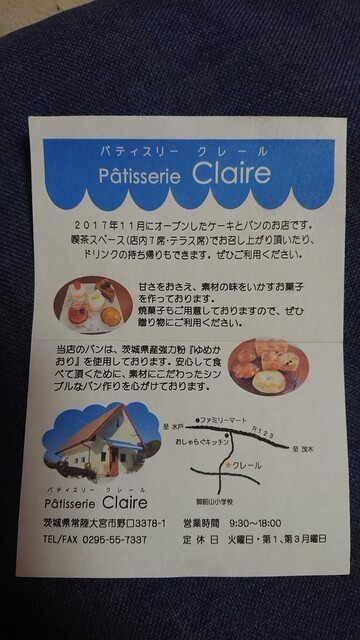 パティスリー クレール
Pâtisserie Claire
2017年11月にオープンしたケーキとパンのお店です。
喫茶スペース(店内7席・テラス席)でお召し上がり頂いたり、
ドリンクの持ち帰りもできます。ぜひご利用ください。
甘さをおさえ、素材の味をいかすお菓子
を作っております。
焼菓子もご用意しておりますので、ぜひ
贈り物にご利用ください。
当店のパンは、茨城県産強力粉『ゆめか
おり』を使用しております。安心して食
べて頂くために、素材にこだわったシン
プルなパン作りを心がけております。
ファミリーマート
至 水戸
R123
おしゃらぐキッチン
至 茂木
クレール
御前山小学校
パティスリー クレール
Pâtisserie Claire
茨城県常陸大宮市野口3378-1
TEL/FAX 0295-55-7337
営業時間 9:30~18:00
定休日 火曜日・第1、第3月曜日